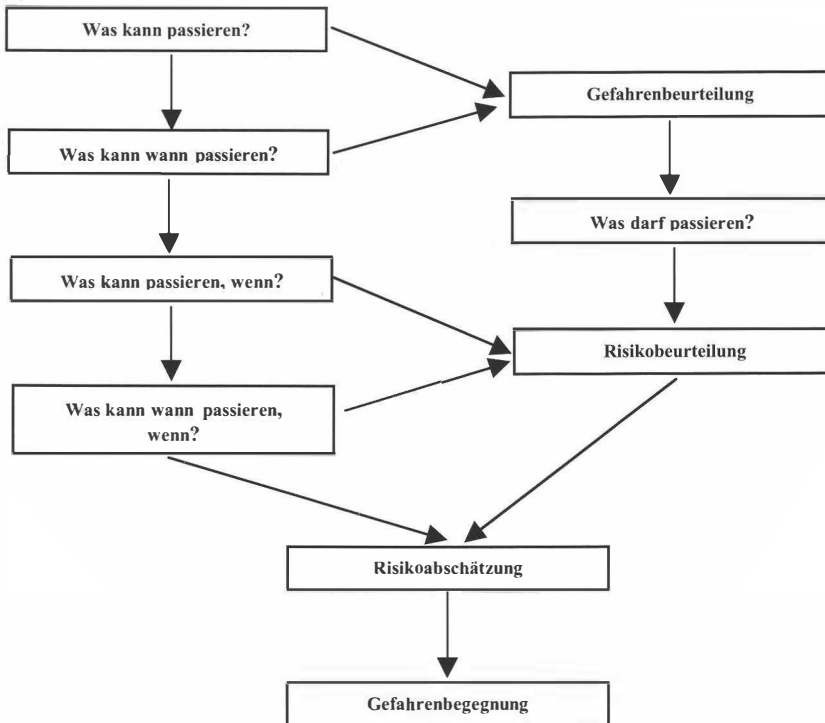 Was kann passieren?
Gefahrenbeurteilung
Was kann wann passieren?
Was darf passieren?
Was kann passieren, wenn?
Risikobeurteilung
Was kann wann passieren,
wenn?
Risikoabschätzung
Gefahrenbegegnung